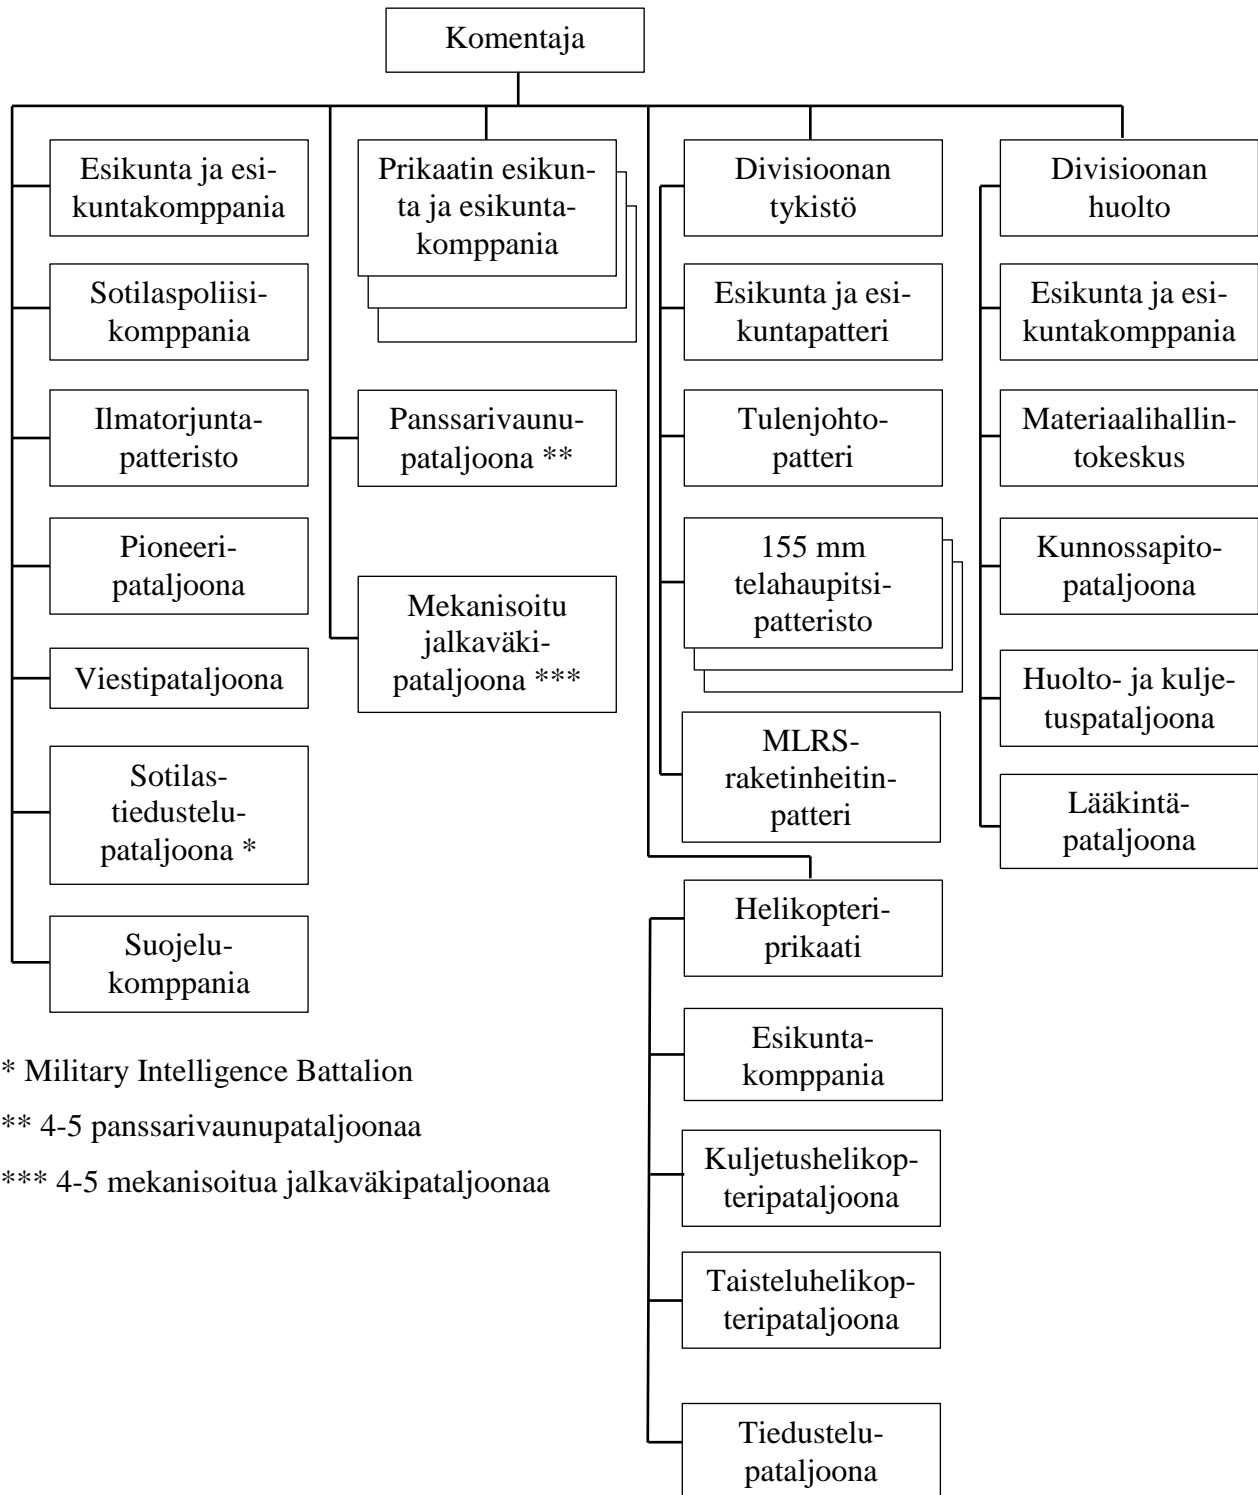 Komentaja
Esikunta ja esi-
kuntakomppania
Sotilaspoliisi-
komppania
Ilmatorjunta-
patteristo
Pioneeri-
pataljoona
Viestipataljoona
Sotilas-
tiedustelu-
pataljoona *
Suojelu-
komppania
Prikaatin esikun-
ta ja esikunta-
komppania
Panssarivaunu-
pataljoona **
Mekanisoitu
jalkaväki-
pataljoona ***
Divisioonan
tykistö
Esikunta ja esi-
kuntapatteri
Tulenjohto-
patteri
155 mm
telahaupitsi-
patteristo
MLRS-
raketinheitin-
patteri
Helikopteri-
prikaati
Esikunta-
komppania
Kuljetushelikop-
teripataljoona
Taisteluhelikop-
teripataljoona
Tiedustelu-
pataljoona
Divisioonan
huolto
Esikunta ja esi-
kuntakomppania
Materiaalihallin-
tokeskus
Kunnossapito-
pataljoona
Huolto- ja kulje-
tuspataljoona
Lååkintä-
pataljoona
* Military Intelligence Battalion
** 4-5 panssarivaunupataljoonaa
*** 4-5 mekanisoitua jalkaväkipataljoonaa